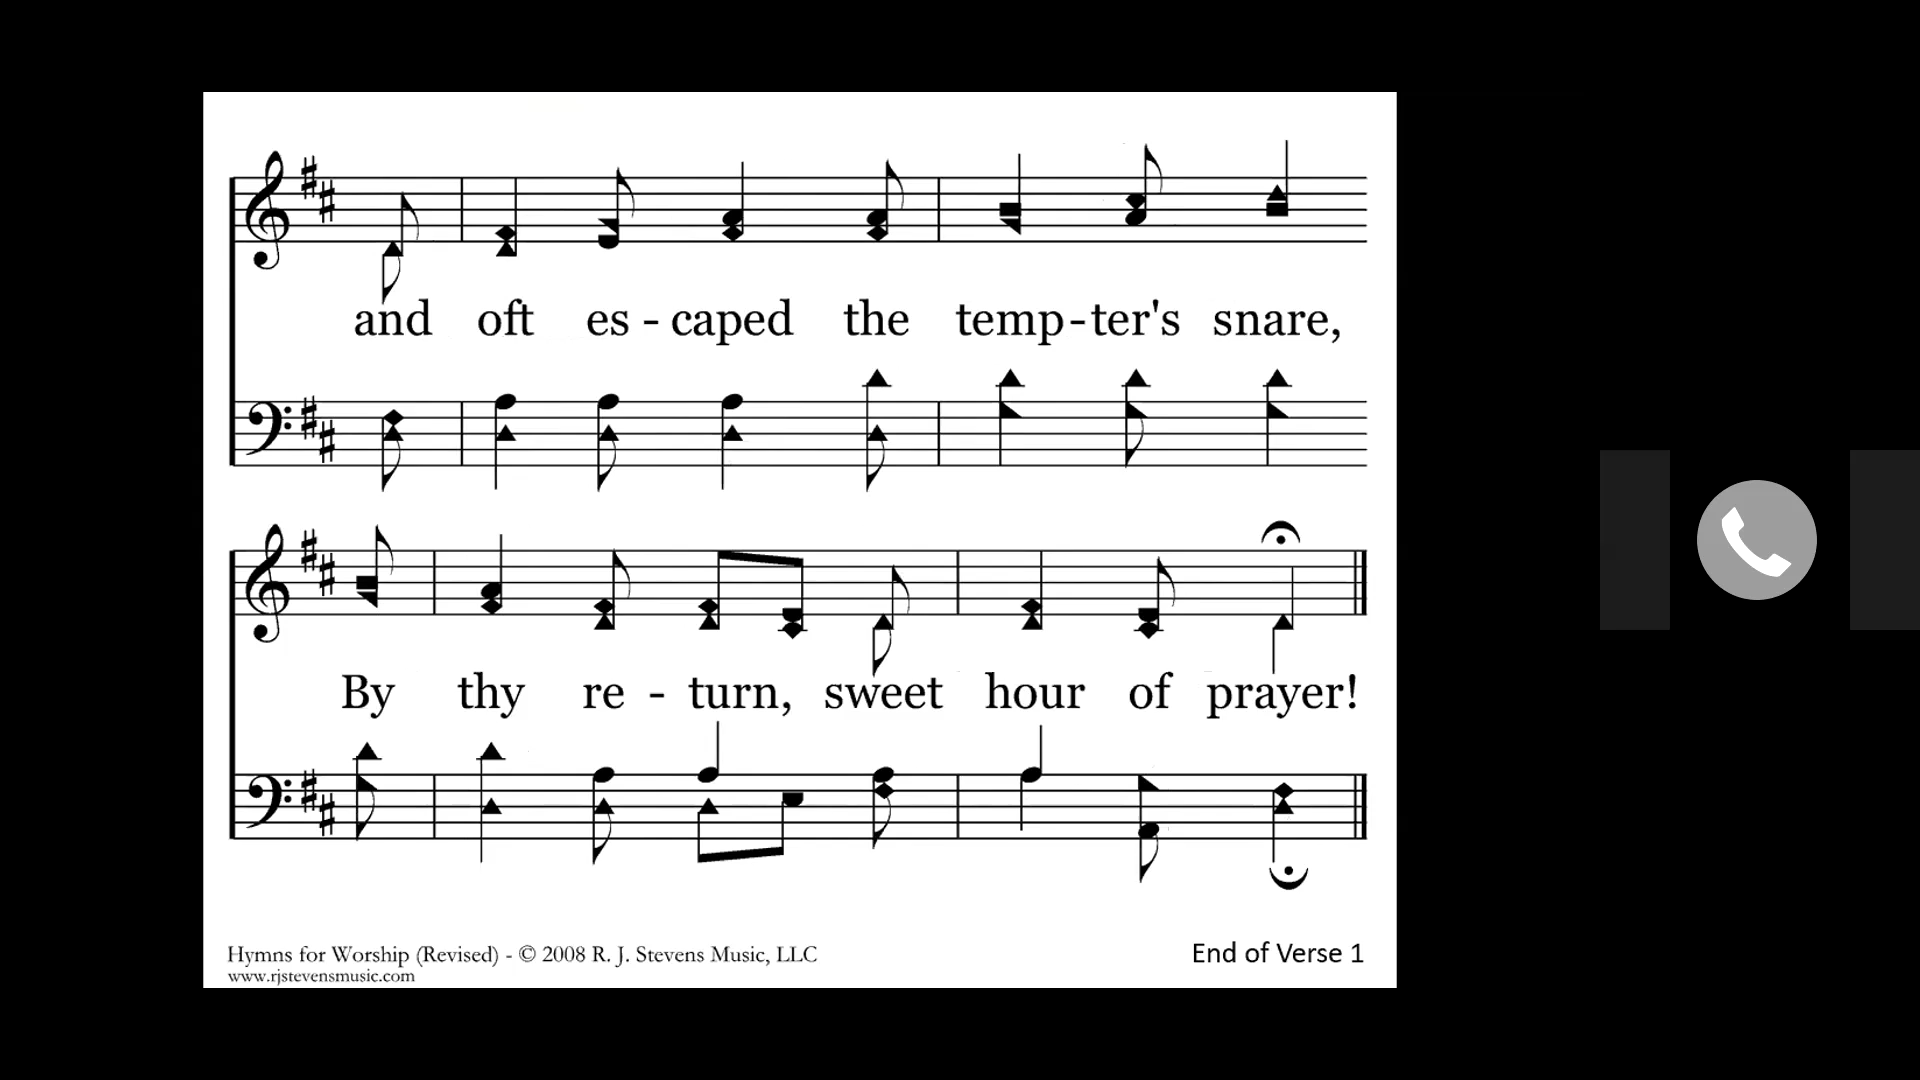 and oft es - caped the temp - ter's snare,
By thy re - turn, sweet hour of prayer!
Hymns for Worship (Revised) - © 2008 R. J. Stevens Music, LLC
www.rjstevensmusic.com
End of Verse 1